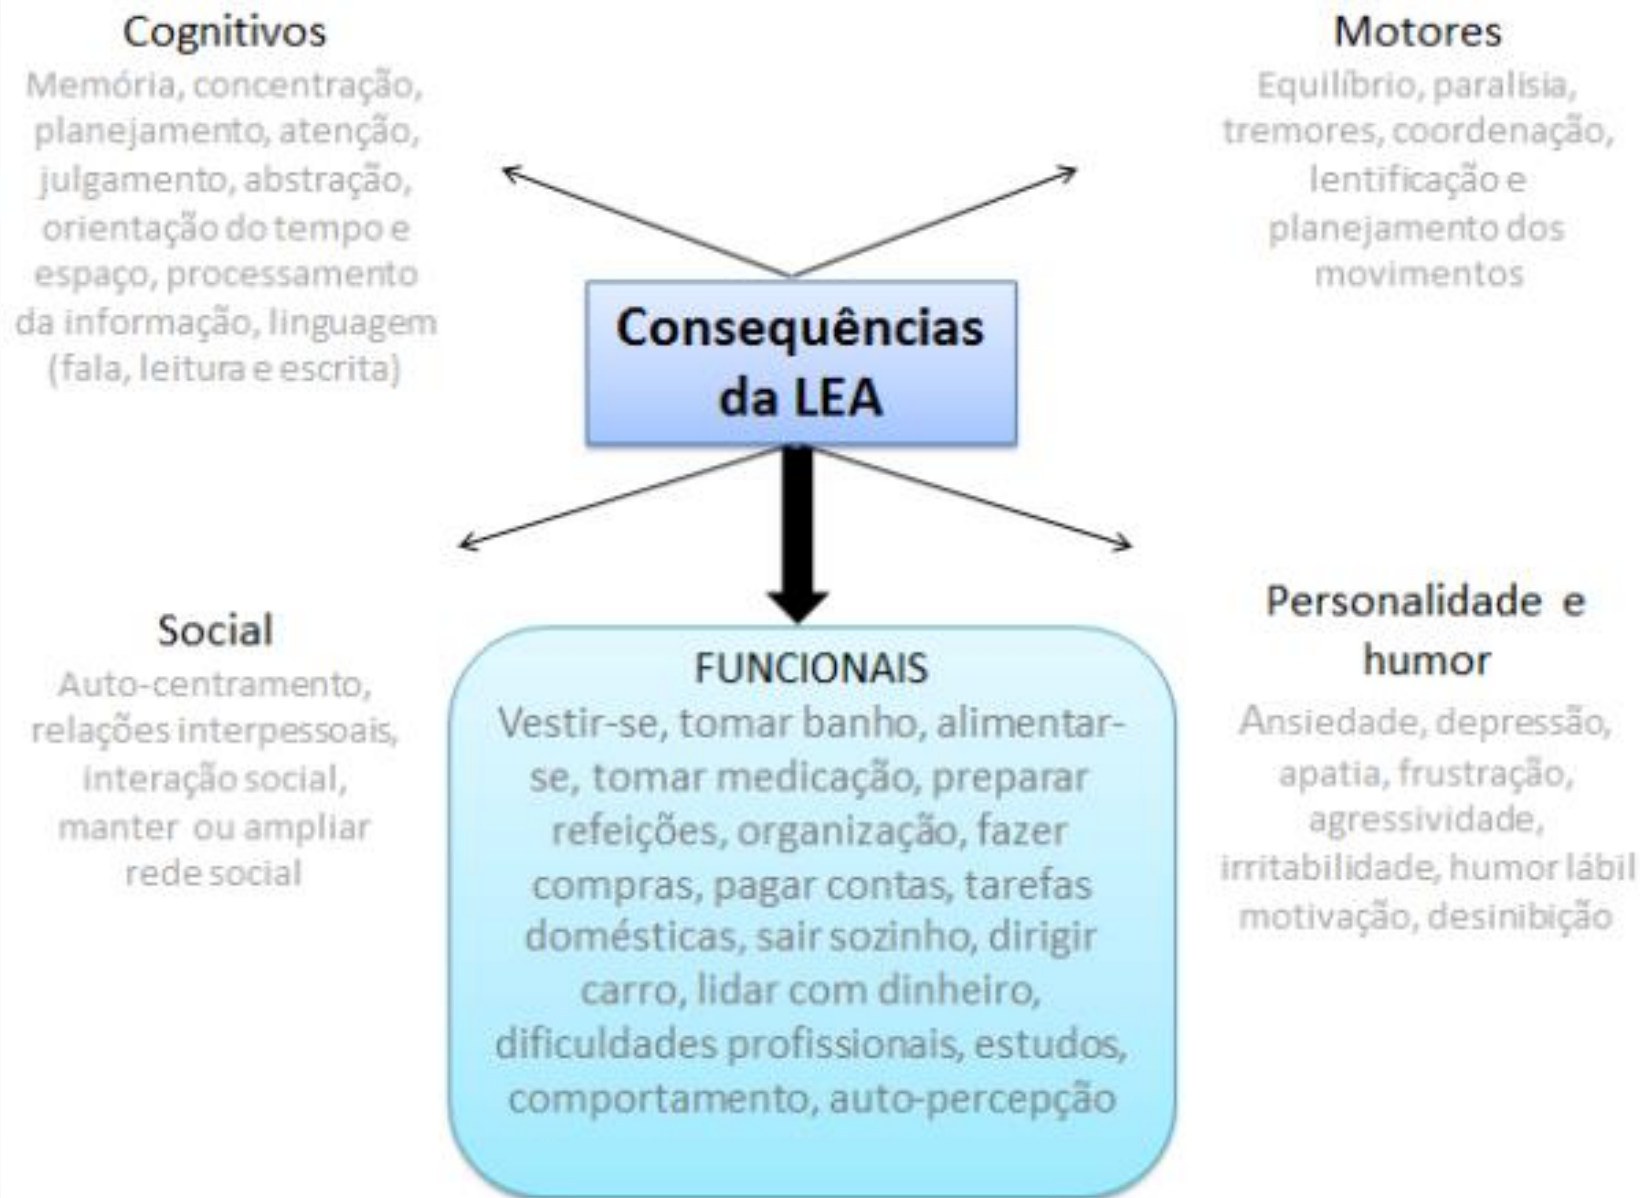 Cognitivos
Memória, concentração,
planejamento, atenção,
julgamento, abstração,
orientação do tempo e
espaço, processamento
da informação, linguagem
(fala, leitura e escrita)
Motores
Equilíbrio, paralisia,
tremores, coordenação,
lentificação e
planejamento dos
movimentos
Consequências
da LEA
Social
Auto-centramento,
relações interpessoais,
interação social,
manter ou ampliar
rede social
FUNCIONAIS
Vestir-se, tomar banho, alimentar-
se, tomar medicação, preparar
refeições, organização, fazer
compras, pagar contas, tarefas
domésticas, sair sozinho, dirigir
carro, lidar com dinheiro,
dificuldades profissionais, estudos,
comportamento, auto-percepção
Personalidade e
humor
Ansiedade, depressão,
apatia, frustração,
agressividade,
irritabilidade, humor lábil
motivação, desinibição